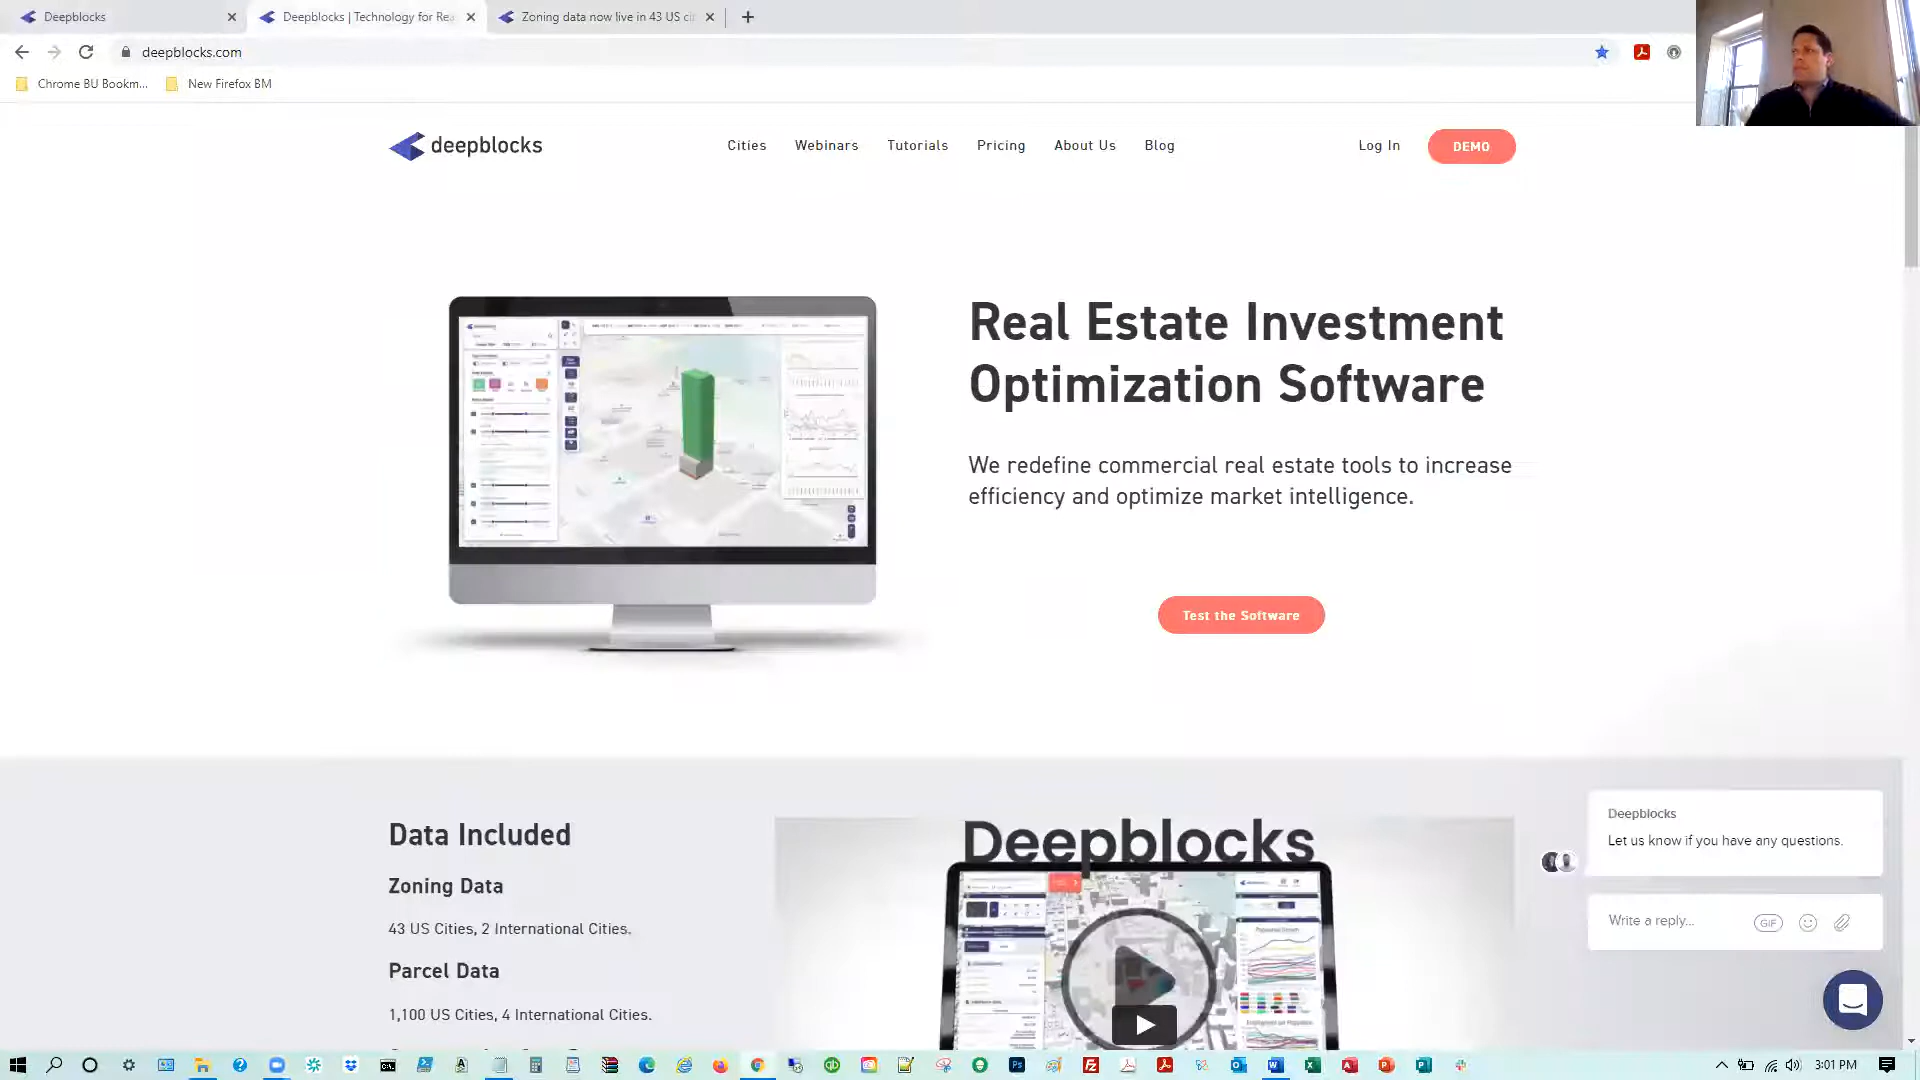 Deepblocks
Deepblocks | Technology for Rea
Zoning data now live in 43 US ci
deepblocks.com
Chrome BU Bookm...
New Firefox BM
deepblocks
Cities
Webinars
Tutorials
Pricing
About Us
Blog
Log In
DEMO
Real Estate Investment
Optimization Software
We redefine commercial real estate tools to increase
efficiency and optimize market intelligence.
Test the Software
Data Included
Zoning Data
43 US Cities, 2 International Cities.
Parcel Data
1,100 US Cities, 4 International Cities.
Deepblocks
Population Growth
Deepblocks
Let us know if you have any questions.
Write a reply...
GIF
3:01 PM